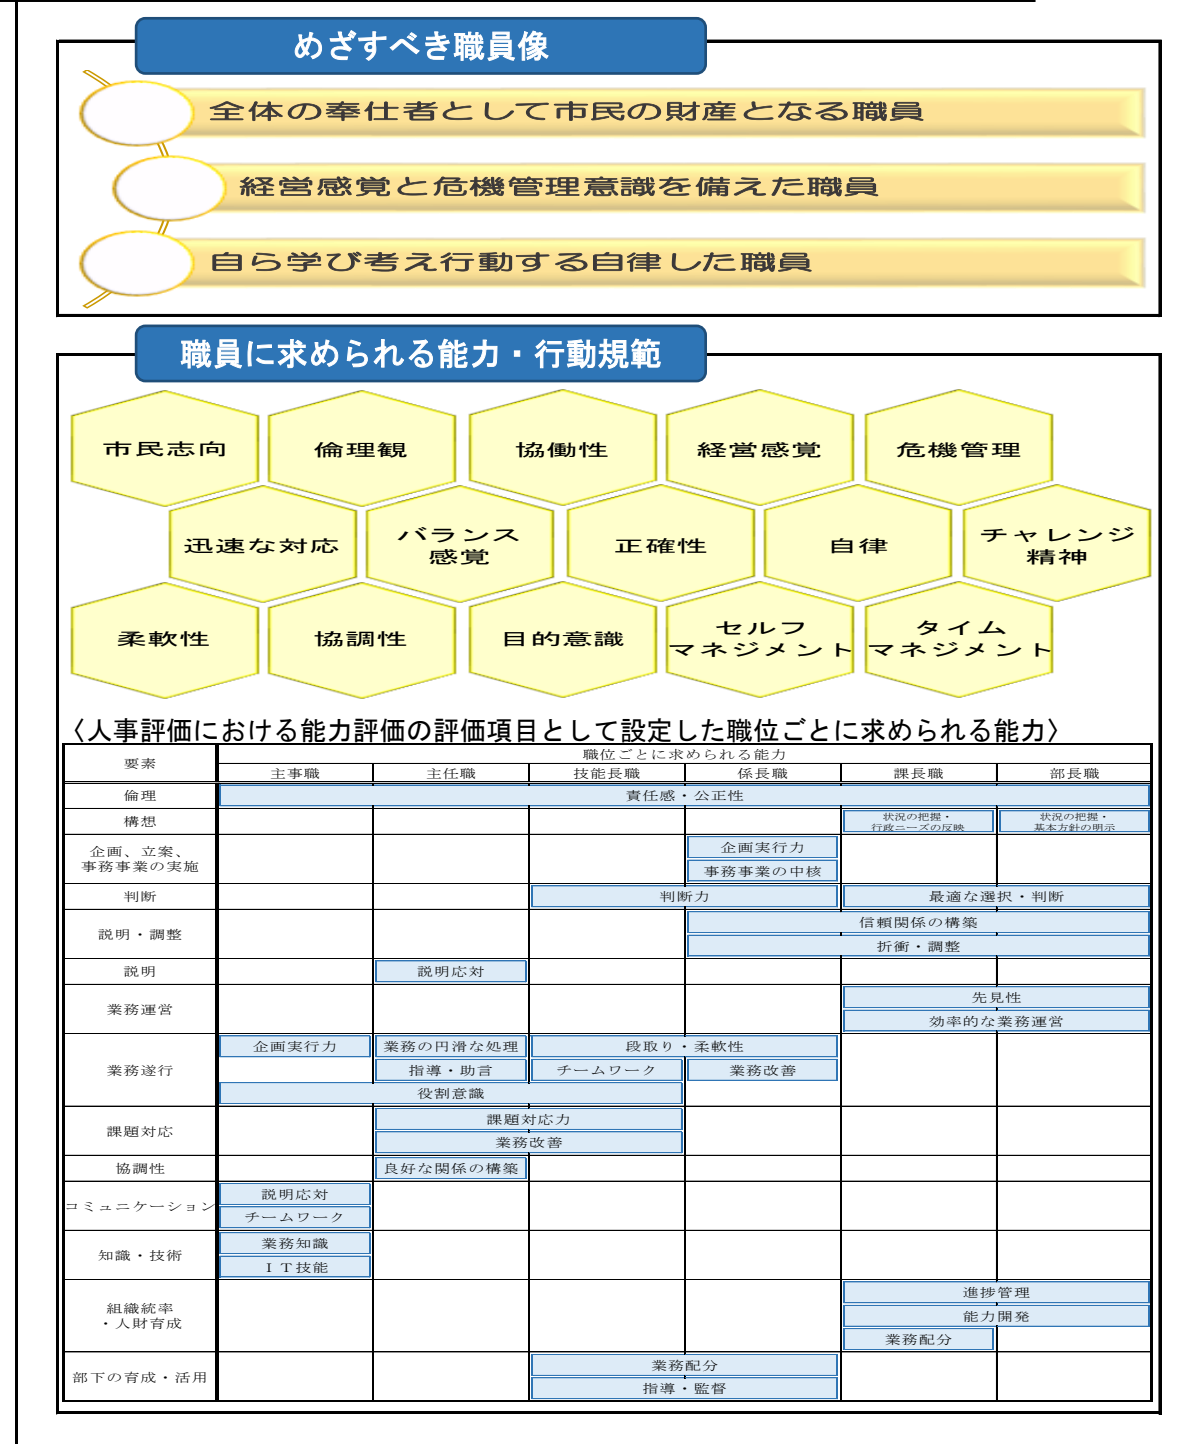 めざすべき職員像
全体の奉仕者として市民の財産となる職員
経営感覚と危機管理意識を備えた職員
自ら学び考え行動する自律した職員
職員に求められる能力・行動規範
市民志向
倫理観
協働性
経営感覚
危機管理
迅速な対応
バランス
感覚
正確性
自律
チャレンジ
精神
柔軟性
協調性
目的意識
セルフ
マネジメント
タイム
マネジメント
〈人事評価における能力評価の評価項目として設定した職位ごとに求められる能力〉
要素
職位ごとに求められる能力
主事職
主任職
技能長職
係長職
課長職
部長職
倫理
責任感・公正性
構想
状況の把握・
行政ニーズの反映
状況の把握・
基本方針の明示
企画、立案、
事務事業の実施
企画実行力
事務事業の中核
判断
判断力
最適な選択・判断
説明・調整
信頼関係の構築
折衝・調整
説明
説明応対
業務運営
先見性
効率的な業務運営
業務遂行
企画実行力
業務の円滑な処理
段取り・柔軟性
指導・助言
チームワーク
業務改善
役割意識
課題対応
課題対応力
業務改善
協調性
良好な関係の構築
コミュニケーション
説明応対
チームワーク
知識・技術
業務知識
ＩＴ技能
組織統率
・人財育成
進捗管理
能力開発
業務配分
部下の育成・活用
業務配分
指導・監督